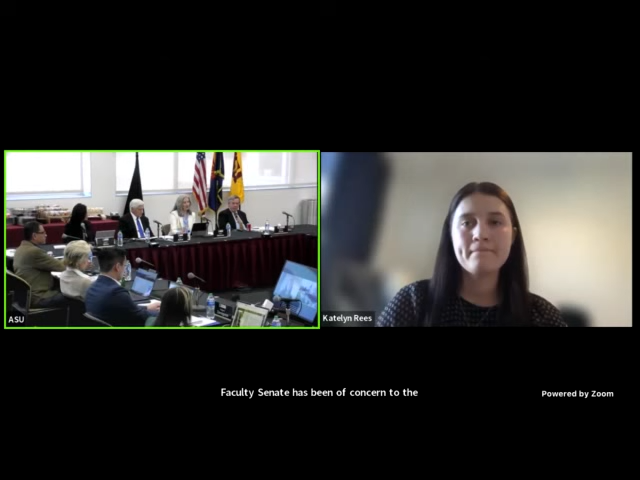 ASU
Katelyn Rees
Faculty Senate has been of concern to the
Powered by Zoom